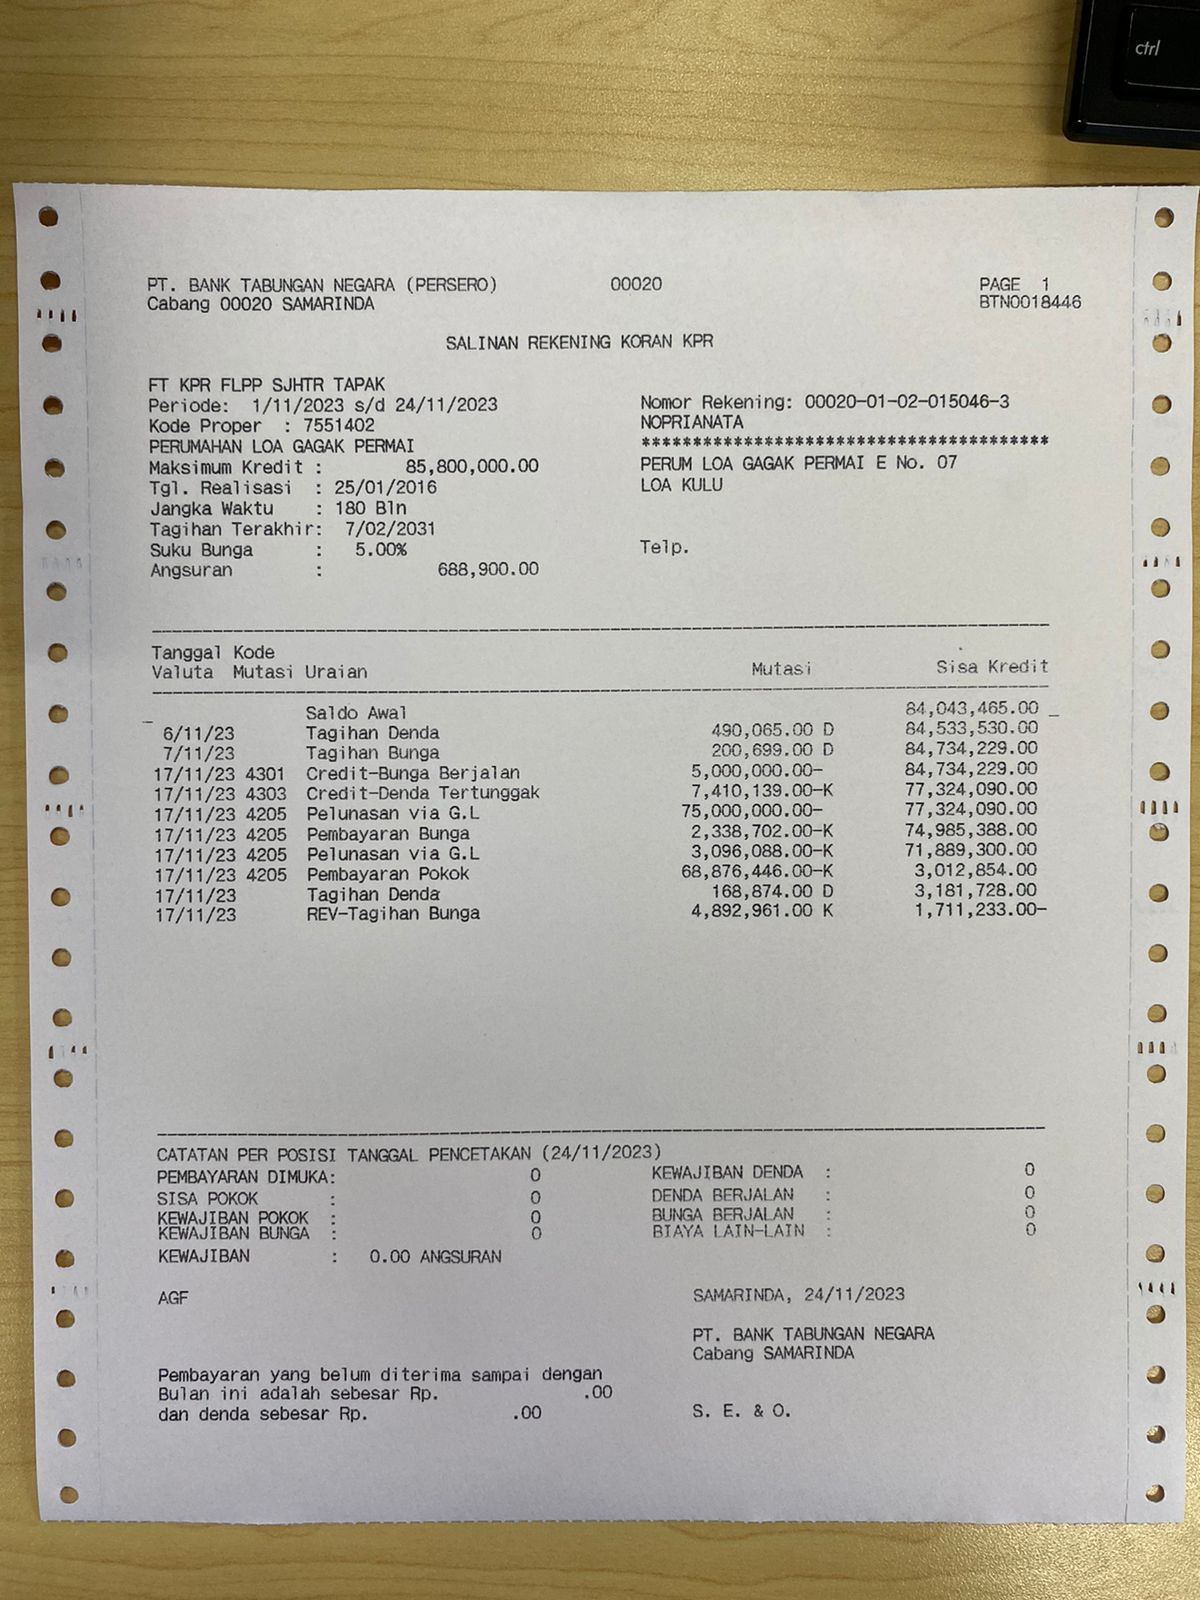 ctrl
PT. BANK TABUNGAN NEGARA (PERSERO) 00020 PAGE 1
Cabang 00020 SAMARINDA BTN0018446
SALINAN REKENING KORAN KPR
FT KPR FLPP SJHTR TAPAK
Periode: 1/11/2023 s/d 24/11/2023 Nomor Rekening: 00020-01-02-015046-3
Kode Proper : 7551402 NOPRIANATA
PERUMAHAN LOA GAGAK PERMAI ****************************************
Maksimum Kredit : 85,800,000.00 PERUM LOA GAGAK PERMAI E No. 07
Tgl. Realisasi : 25/01/2016 LOA KULU
Jangka Waktu : 180 Bln
Tagihan Terakhir: 7/02/2031
Suku Bunga : 5.00% Telp.
Angsuran : 688,900.00
Tanggal Kode
Valuta Mutasi Uraian Mutasi Sisa Kredit
Saldo Awal 84,043,465.00
6/11/23 Tagihan Denda 490,065.00 D 84,533,530.00
7/11/23 Tagihan Bunga 200,699.00 D 84,734,229.00
17/11/23 4301 Credit-Bunga Berjalan 5,000,000.00- 84,734,229.00
17/11/23 4303 Credit-Denda Tertunggak 7,410,139.00-K 77,324,090.00
17/11/23 4205 Pelunasan via G.L 75,000,000.00- 77,324,090.00
17/11/23 4205 Pembayaran Bunga 2,338,702.00-K 74,985,388.00
17/11/23 4205 Pelunasan via G.L 3,096,088.00-K 71,889,300.00
17/11/23 4205 Pembayaran Pokok 68,876,446.00-K 3,012,854.00
17/11/23 Tagihan Denda 168,874.00 D 3,181,728.00
17/11/23 REV-Tagihan Bunga 4,892,961.00 K 1,711,233.00-
CATATAN PER POSISI TANGGAL PENCETAKAN (24/11/2023)
PEMBAYARAN DIMUKA: 0 KEWAJIBAN DENDA : 0
SISA POKOK : 0 DENDA BERJALAN : 0
KEWAJIBAN POKOK : 0 BUNGA BERJALAN : 0
KEWAJIBAN BUNGA : 0 BIAYA LAIN-LAIN : 0
KEWAJIBAN : 0.00 ANGSURAN
AGF SAMARINDA, 24/11/2023
PT. BANK TABUNGAN NEGARA
Cabang SAMARINDA
Pembayaran yang belum diterima sampai dengan
Bulan ini adalah sebesar Rp. .00
dan denda sebesar Rp. .00 S. E. & O.